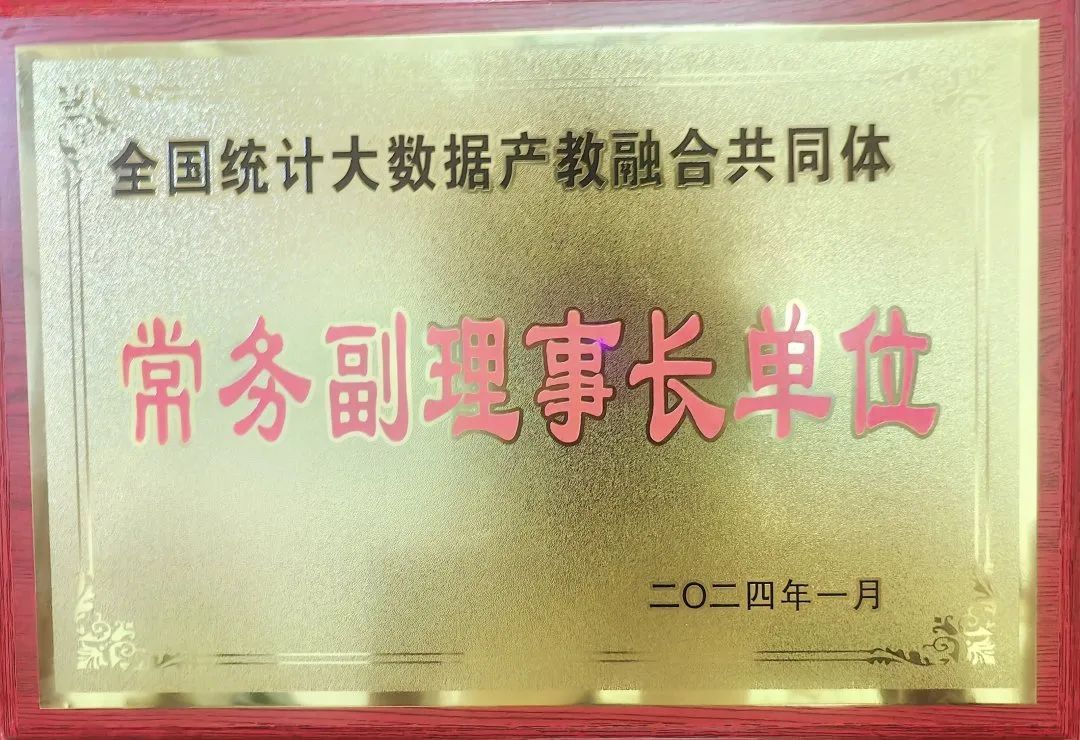 全国统计大数据产教融合共同体
常务副理事长单位
二〇二四年一月